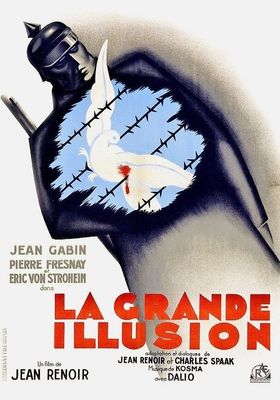 JEAN GABIN
PIERRE FRESNAY
et
ERIC VON STROHEIM
dans
LA GRANDE
ILLUSION
adaptation et dialogues de
JEAN RENOIR et CHARLES SPAAK
Musique de KOSMA
avec DALIO
Un film de
JEAN RENOIR